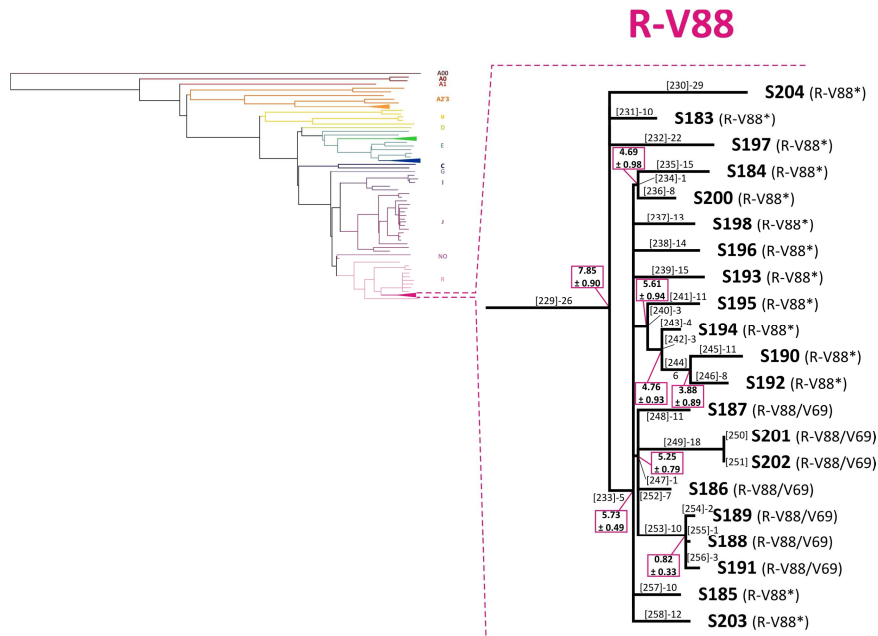 R-V88
A00
A0
A1
A2'3
B
D
E
C
G
I
J
NO
R
[230]-29
S204 (R-V88*)
[231]-10
S183 (R-V88*)
[232]-22
S197 (R-V88*)
4.69
± 0.98
[235]-15
S184 (R-V88*)
[234]-1
[236]-8
S200 (R-V88*)
[237]-13
S198 (R-V88*)
[238]-14
S196 (R-V88*)
7.85
± 0.90
[239]-15
S193 (R-V88*)
5.61
± 0.94
[241]-11
S195 (R-V88*)
[229]-26
[240]-3
[243]-4
S194 (R-V88*)
[242]-3
[245]-11
S190 (R-V88*)
[244]
6
[246]-8
S192 (R-V88*)
4.76
± 0.93
3.88
± 0.89
[248]-11
S187 (R-V88/V69)
[250]
S201 (R-V88/V69)
[249]-18
[251]
S202 (R-V88/V69)
5.25
± 0.79
[247]-1
S186 (R-V88/V69)
[233]-5
[252]-7
5.73
± 0.49
[254]-2
S189 (R-V88/V69)
[253]-10
[255]-1
S188 (R-V88/V69)
0.82
± 0.33
[256]-3
S191 (R-V88/V69)
[257]-10
S185 (R-V88*)
[258]-12
S203 (R-V88*)